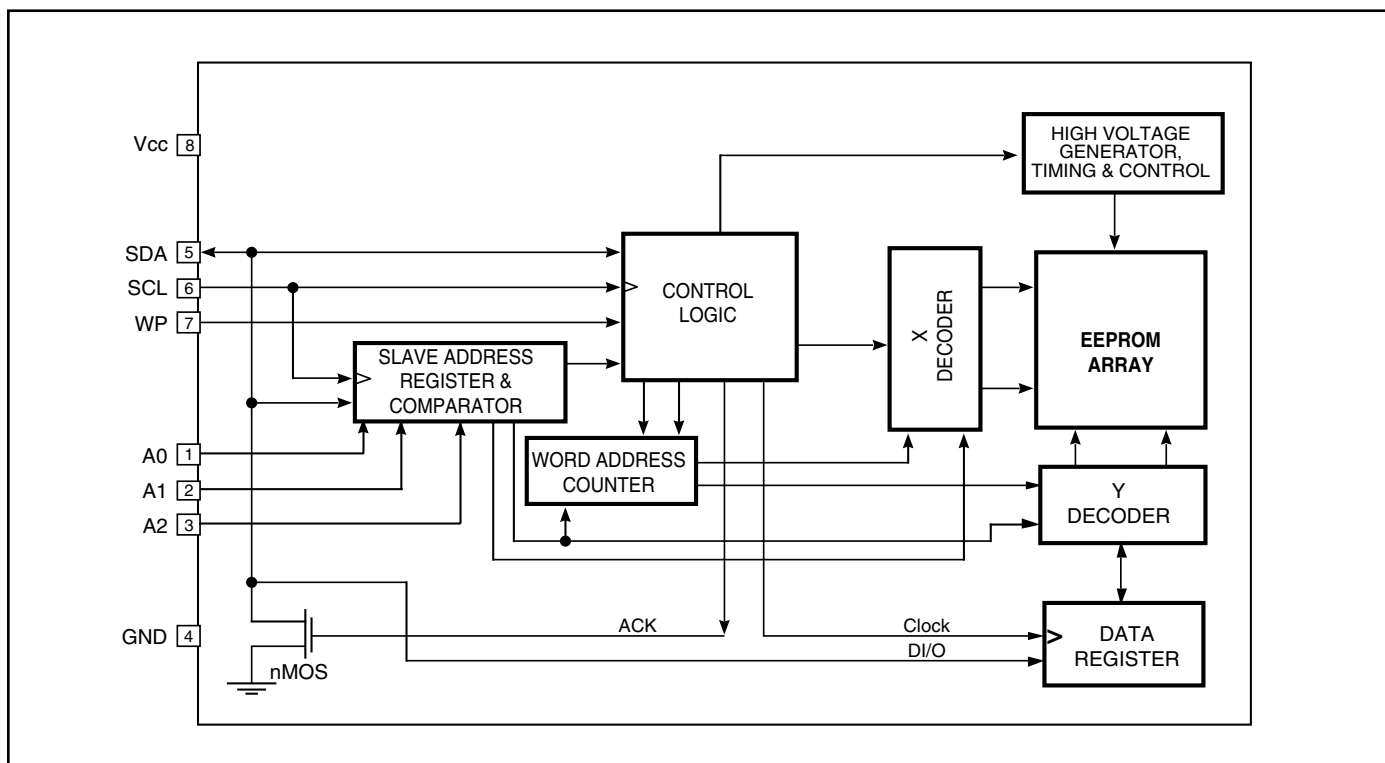 Vcc 8
HIGH VOLTAGE
GENERATOR,
TIMING & CONTROL
SDA 5
SCL 6
WP 7
CONTROL
LOGIC
X
DECODER
EEPROM
ARRAY
SLAVE ADDRESS
REGISTER &
COMPARATOR
A0 1
A1 2
A2 3
WORD ADDRESS
COUNTER
Y
DECODER
GND 4
nMOS
ACK
Clock
DI/O
DATA
REGISTER